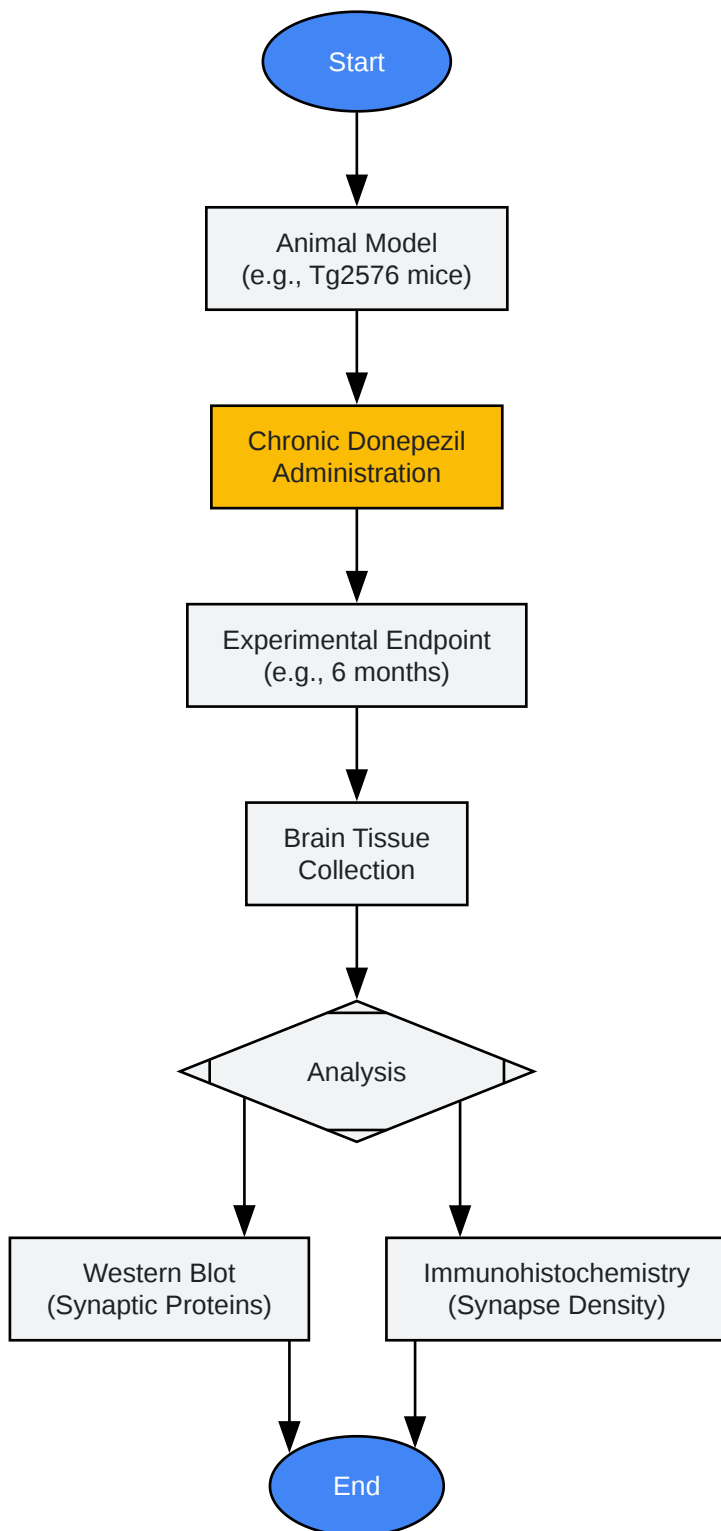 Start
Animal Model
(e.g., Tg2576 mice)
Chronic Donepezil
Administration
Experimental Endpoint
(e.g., 6 months)
Brain Tissue
Collection
Analysis
Western Blot
(Synaptic Proteins)
Immunohistochemistry
(Synapse Density)
End